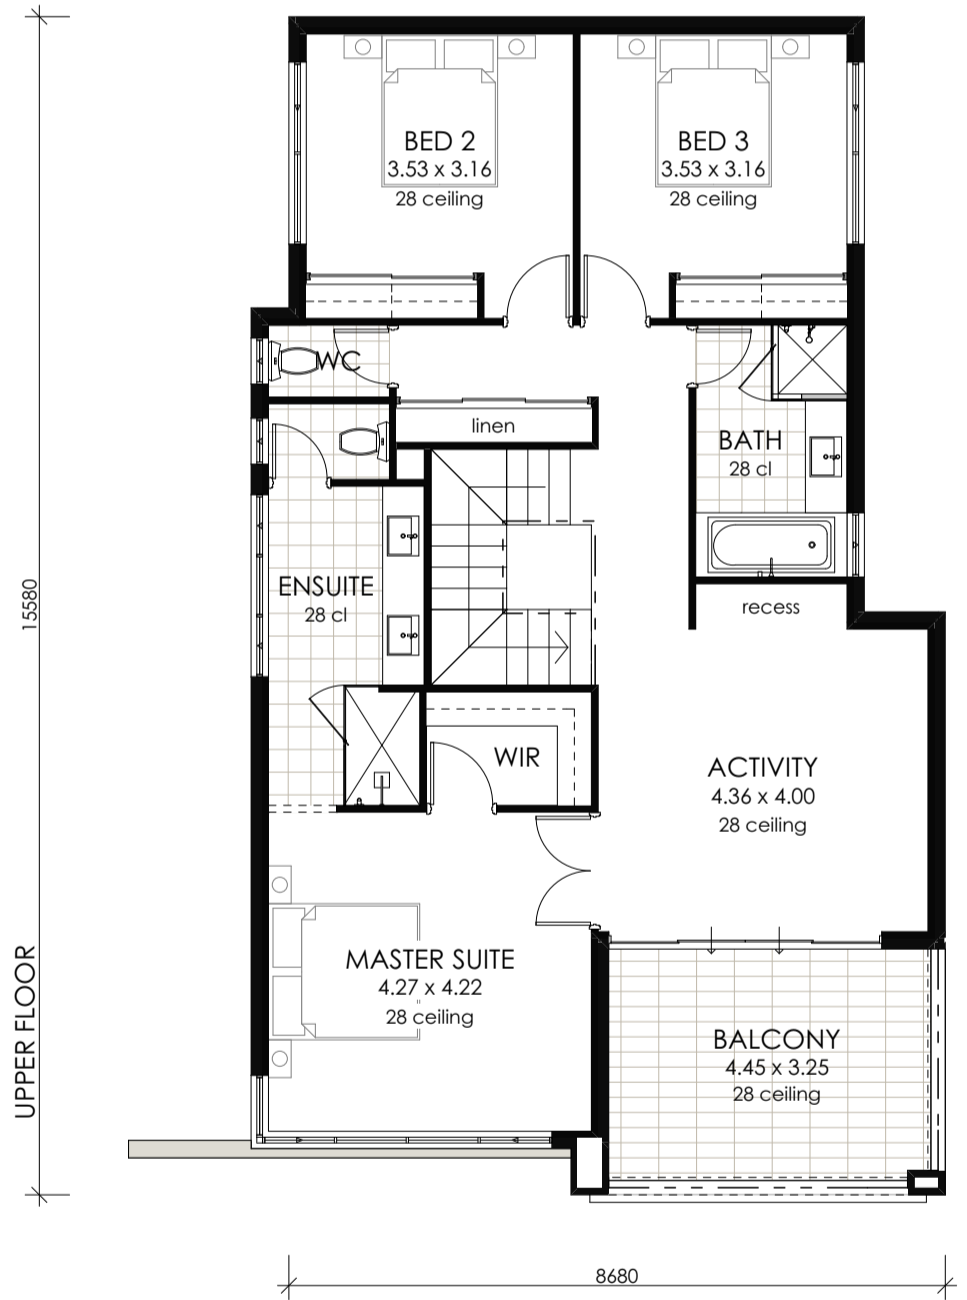 BED 2
3.53 x 3.16
28 ceiling
BED 3
3.53 x 3.16
28 ceiling
WC
linen
BATH
28 cl
15580
ENSUITE
28 cl
recess
WIR
ACTIVITY
4.36 x 4.00
28 ceiling
UPPER FLOOR
MASTER SUITE
4.27 x 4.22
28 ceiling
BALCONY
4.45 x 3.25
28 ceiling
8680